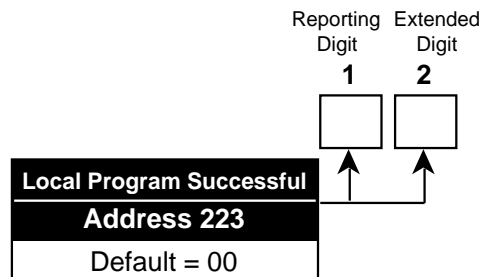 Reporting Extended
Digit Digit
1 2
Local Program Successful
Address 223
Default = 00